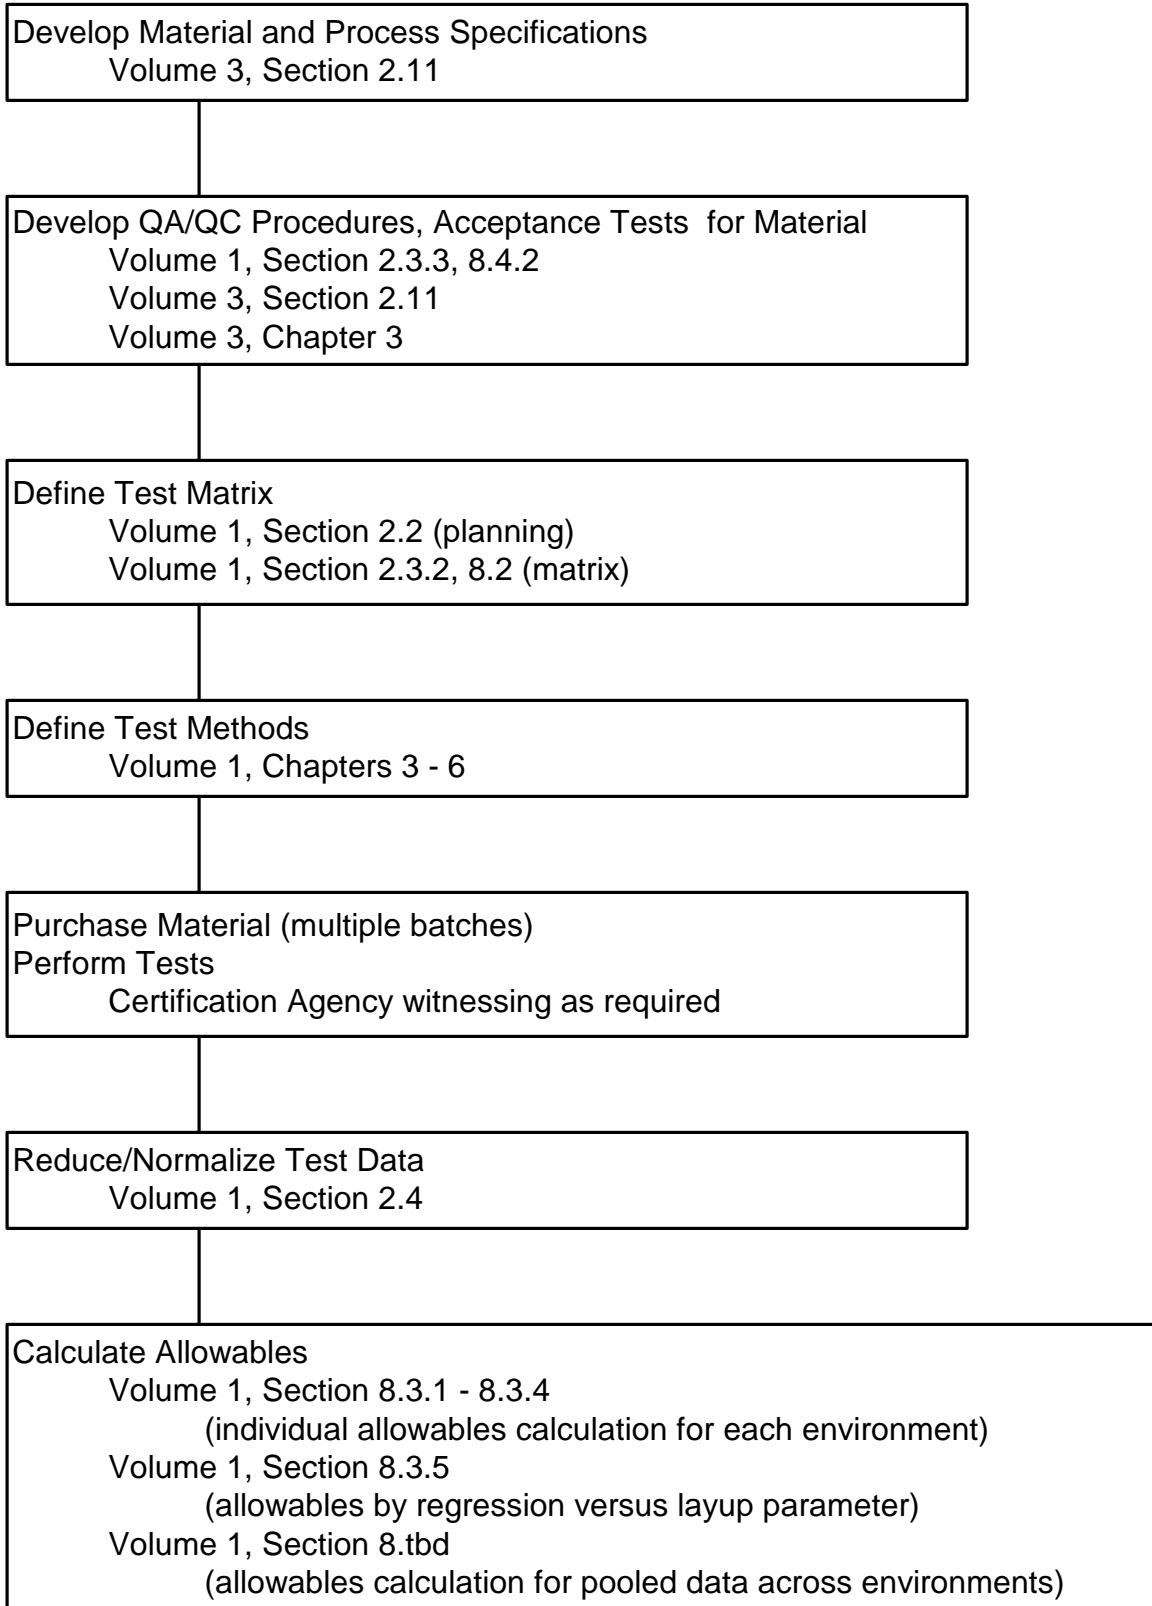 Develop Material and Process Specifications
Volume 3, Section 2.11
Develop QA/QC Procedures, Acceptance Tests  for Material
Volume 1, Section 2.3.3, 8.4.2
Volume 3, Section 2.11
Volume 3, Chapter 3
Define Test Matrix
Volume 1, Section 2.2 (planning)
Volume 1, Section 2.3.2, 8.2 (matrix)
Define Test Methods
Volume 1, Chapters 3 - 6
Purchase Material (multiple batches)
Perform Tests
Certification Agency witnessing as required
Reduce/Normalize Test Data
Volume 1, Section 2.4
Calculate Allowables
Volume 1, Section 8.3.1 - 8.3.4
(individual allowables calculation for each environment)
Volume 1, Section 8.3.5
(allowables by regression versus layup parameter)
Volume 1, Section 8.tbd
(allowables calculation for pooled data across environments)